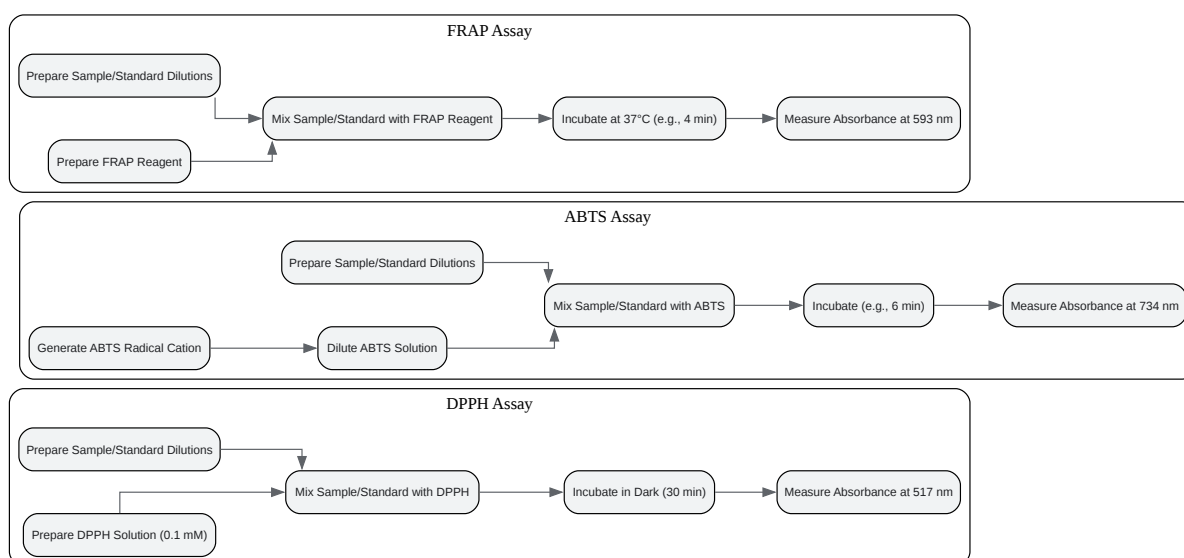 FRAP Assay
Prepare Sample/Standard Dilutions
Mix Sample/Standard with FRAP Reagent
Incubate at 37°C (e.g., 4 min)
Measure Absorbance at 593 nm
Prepare FRAP Reagent
ABTS Assay
Prepare Sample/Standard Dilutions
Mix Sample/Standard with ABTS
Incubate (e.g., 6 min)
Measure Absorbance at 734 nm
Generate ABTS Radical Cation
Dilute ABTS Solution
DPPH Assay
Prepare Sample/Standard Dilutions
Mix Sample/Standard with DPPH
Incubate in Dark (30 min)
Measure Absorbance at 517 nm
Prepare DPPH Solution (0.1 mM)